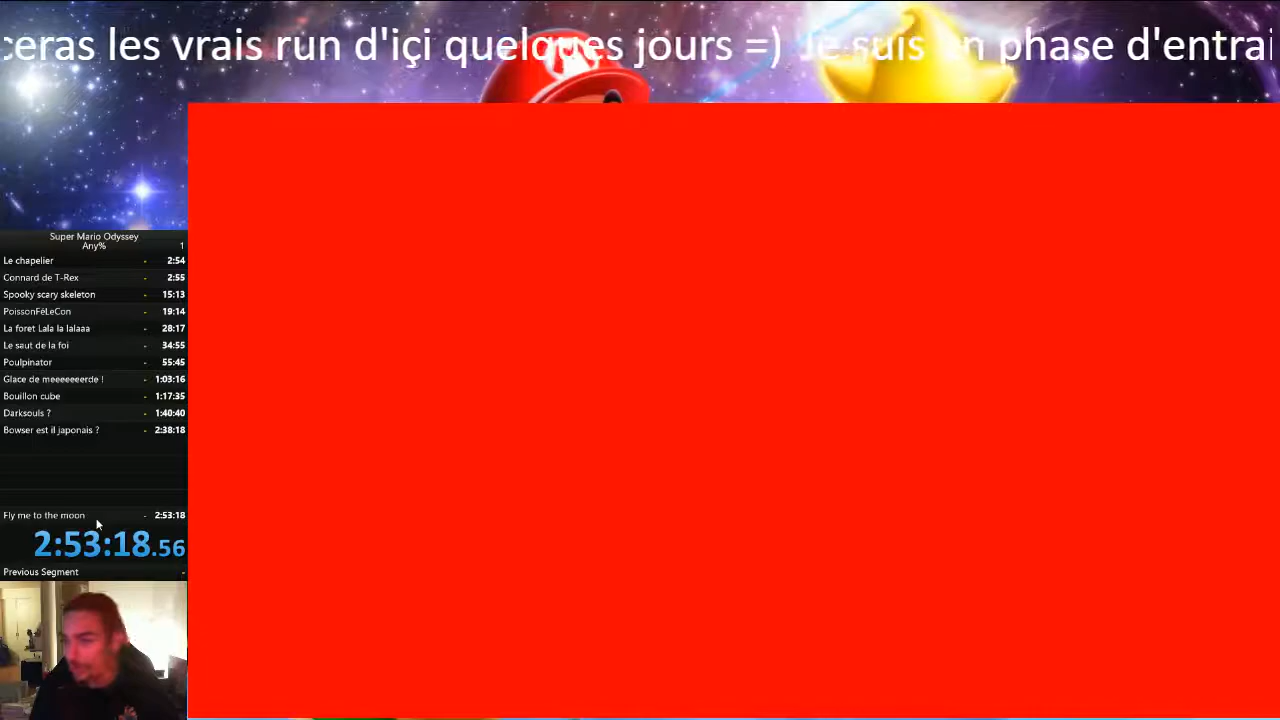 ceras les vrais run d'içi quelques jours =) Je suis en phase d'entrai
Super Mario Odyssey
Any% 1
Le chapelier - 2:54
Connard de T-Rex - 2:55
Spooky scary skeleton - 15:13
PoissonFéLeCon - 19:14
La foret Lala la lalaaa - 28:17
Le saut de la foi - 34:55
Poulpinator - 55:45
Glace de meeeeeeerde ! - 1:03:16
Bouillon cube - 1:17:35
Darksouls ? - 1:40:40
Bowser est il japonais ? - 2:38:18
Fly me to the moon - 2:53:18
2:53:18.56
Previous Segment -